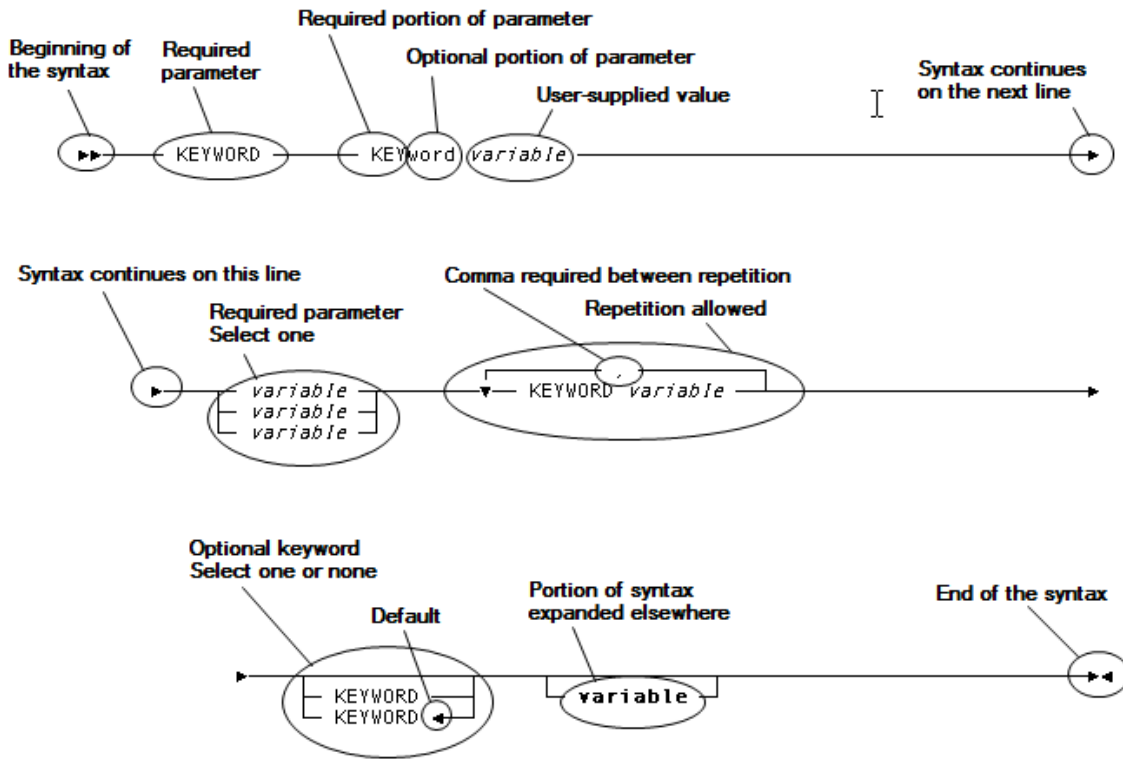 Required portion of parameter
Beginning of
the syntax
Required
parameter
Optional portion of parameter
User-supplied value
Syntax continues
on the next line
KEYWORD KEYword variable
Syntax continues on this line
Comma required between repetition
Required parameter
Select one
Repetition allowed
,
variable
variable
variable
KEYWORD variable
Optional keyword
Select one or none
Default
Portion of syntax
expanded elsewhere
End of the syntax
KEYWORD
KEYWORD
variable